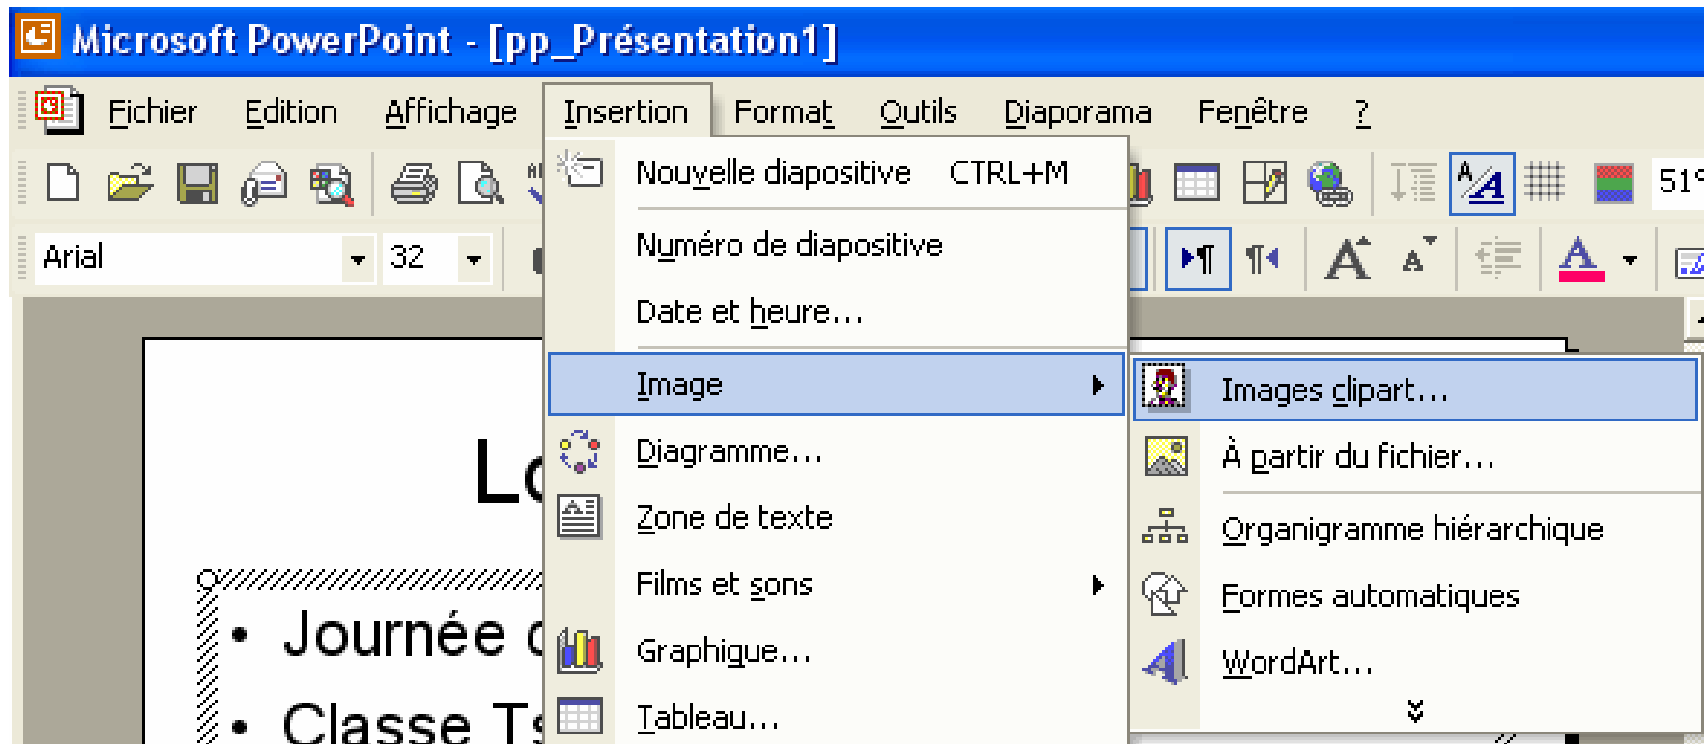 Microsoft PowerPoint - [pp_Présentation1]
Fichier Edition Affichage Insertion Format Outils Diaporama Fenêtre ?
51%
Arial 32
Nouvelle diapositive CTRL+M
Numéro de diapositive
Date et heure...
Image
Diagramme...
Zone de texte
Films et sons
Graphique...
Tableau...
Images clipart...
À partir du fichier...
Organigramme hiérarchique
Formes automatiques
WordArt...
• Journée
• Classe